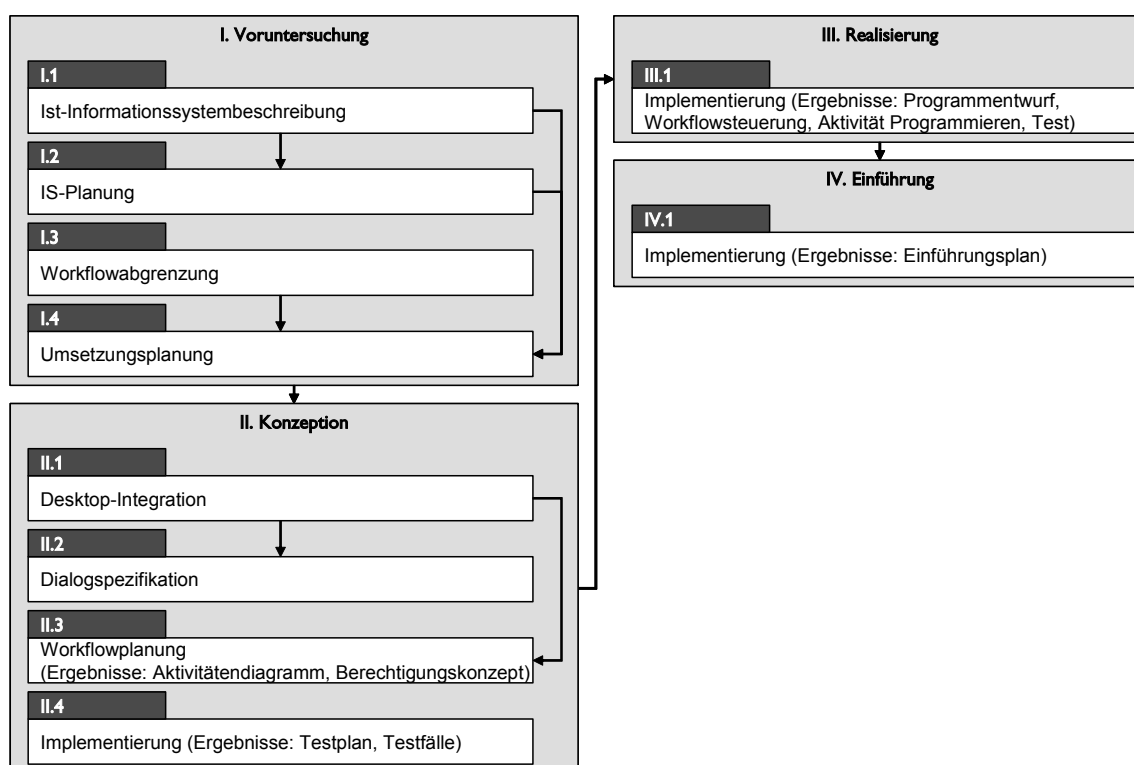 I. Voruntersuchung
I.1
Ist-Informationssystembeschreibung
I.2
IS-Planung
I.3
Workflowabgrenzung
I.4
Umsetzungsplanung
II. Konzeption
II.1
Desktop-Integration
II.2
Dialogspezifikation
II.3
Workflowplanung
(Ergebnisse: Aktivitätendiagramm, Berechtigungskonzept)
II.4
Implementierung (Ergebnisse: Testplan, Testfälle)
III. Realisierung
III.1
Implementierung (Ergebnisse: Programmentwurf,
Workflowsteuerung, Aktivität Programmieren, Test)
IV. Einführung
IV.1
Implementierung (Ergebnisse: Einführungsplan)